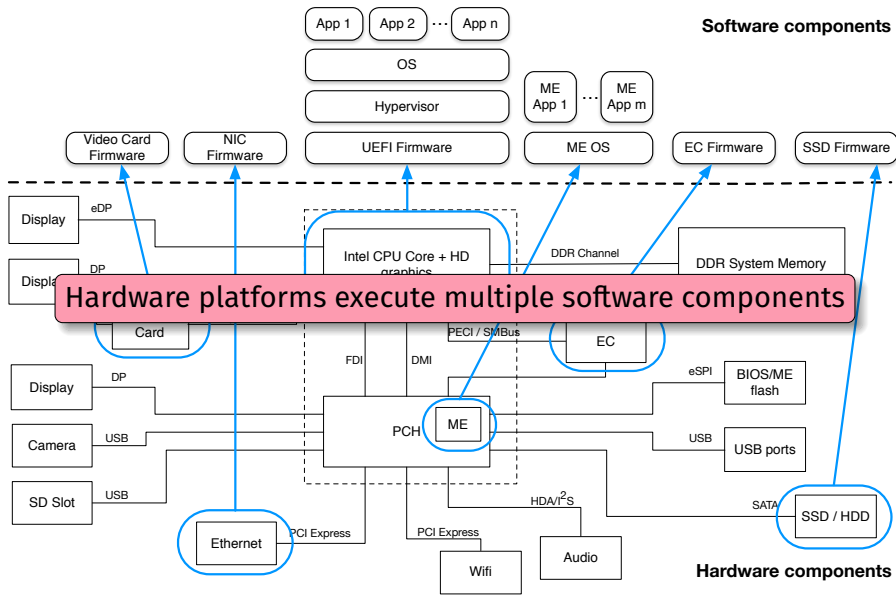 App 1 App 2 ... App n
Software components
OS
ME App 1 ... ME App m
Hypervisor
Video Card Firmware
NIC Firmware
UEFI Firmware
ME OS
EC Firmware
SSD Firmware
Display
eDP
Intel CPU Core + HD graphics
DDR Channel
DDR System Memory
Display
DP
Hardware platforms execute multiple software components
Card
PECI / SMBus
EC
FDI
DMI
Display
DP
eSPI
BIOS/ME flash
PCH
ME
Camera
USB
USB
USB ports
SD Slot
USB
HDA/I²S
SATA
SSD / HDD
Ethernet
PCI Express
PCI Express
Audio
Wifi
Hardware components